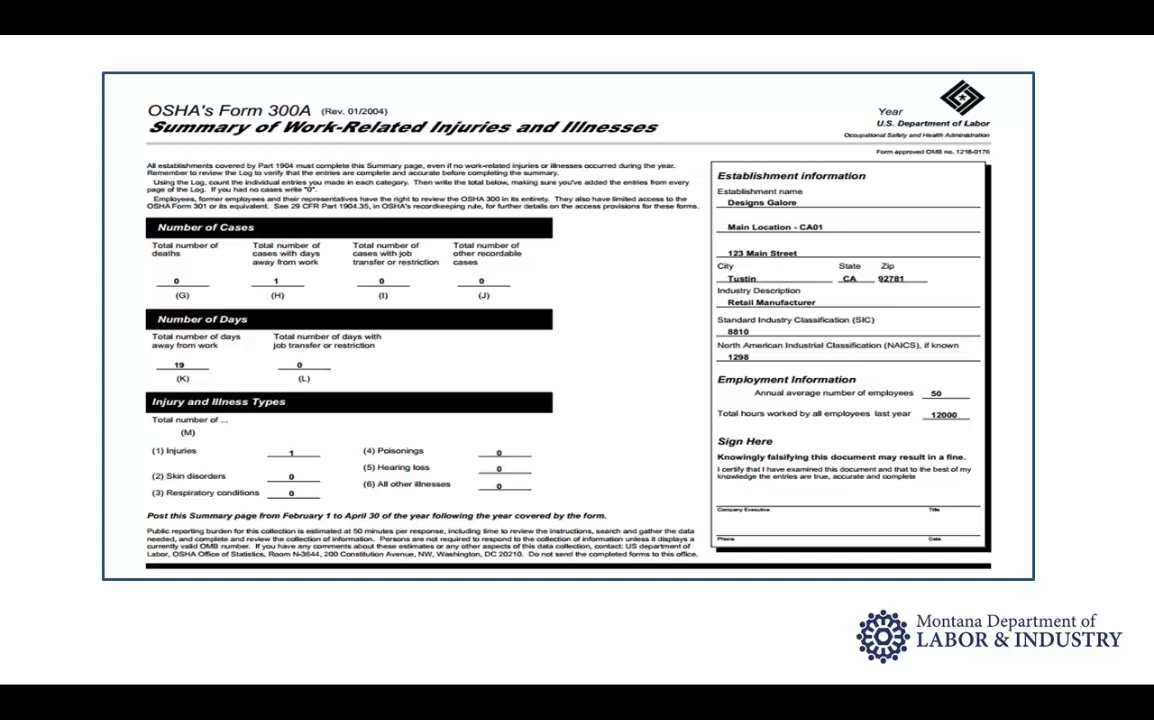 OSHA's Form 300A (Rev. 01/2004)
Year
Summary of Work-Related Injuries and Illnesses
U.S. Department of Labor
Occupational Safety and Health Administration
Form approved OMB no. 1218-0176
All establishments covered by Part 1904 must complete this Summary page, even if no work-related injuries or illnesses occurred during the year.
Remember to review the Log to verify that the entries are complete and accurate before completing the summary.
Using the Log, count the individual entries you made in each category. Then write the total below, making sure you've added the entries from every
page of the Log. If you had no cases write "0".
Employees, former employees and their representatives have the right to review the OSHA 300 in its entirety. They also have limited access to the
OSHA Form 301 or its equivalent. See 29 CFR Part 1904.35, in OSHA's recordkeeping rule, for further details on the access provisions for these forms.
Number of Cases
Total number of
deaths
0
(G)
Total number of
cases with days
away from work
1
(H)
Total number of
cases with job
transfer or restriction
0
(I)
Total number of
other recordable
cases
0
(J)
Number of Days
Total number of days
away from work
19
(K)
Total number of days with
job transfer or restriction
0
(L)
Injury and Illness Types
Total number of ...
(M)
(1) Injuries 1
(2) Skin disorders 0
(3) Respiratory conditions 0
(4) Poisonings 0
(5) Hearing loss 0
(6) All other illnesses 0
Post this Summary page from February 1 to April 30 of the year following the year covered by the form.
Public reporting burden for this collection is estimated at 50 minutes per response, including time to review the instructions, search and gather the data
needed, and complete and review the collection of information. Persons are not required to respond to the collection of information unless it displays a
currently valid OMB number. If you have any comments about these estimates or any other aspects of this data collection, contact: US department of
Labor, OSHA Office of Statistics, Room N-3644, 200 Constitution Avenue, NW, Washington, DC 20210. Do not send the completed forms to this office.
Establishment information
Establishment name
Designs Galore
Main Location - CA01
123 Main Street
City State Zip
Tustin CA 92781
Industry Description
Retail Manufacturer
Standard Industry Classification (SIC)
8810
North American Industrial Classification (NAICS), if known
1298
Employment Information
Annual average number of employees 50
Total hours worked by all employees last year 12000
Sign Here
Knowingly falsifying this document may result in a fine.
I certify that I have examined this document and that to the best of my
knowledge the entries are true, accurate and complete
Company Executive Title
Phone Date
Montana Department of
LABOR & INDUSTRY